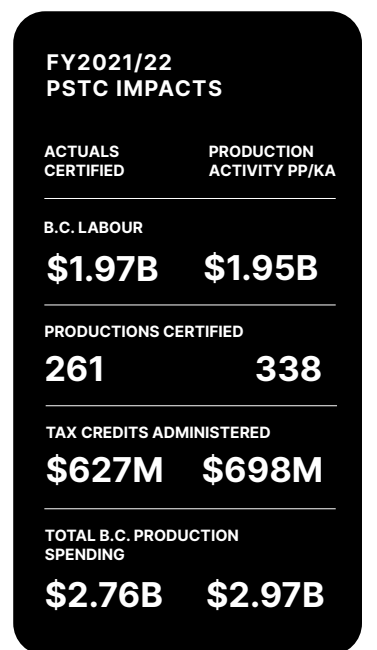 FY2021/22
PSTC IMPACTS
ACTUALS PRODUCTION
CERTIFIED ACTIVITY PP/KA
B.C. LABOUR
$1.97B $1.95B
PRODUCTIONS CERTIFIED
261 338
TAX CREDITS ADMINISTERED
$627M $698M
TOTAL B.C. PRODUCTION
SPENDING
$2.76B $2.97B